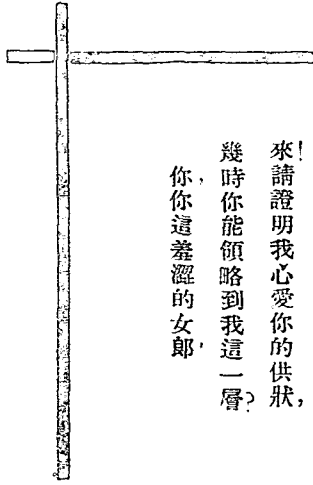 來！請證明我心愛你的供狀，
幾時你能領略到我這一層？
你，你這羞澀的女郎，